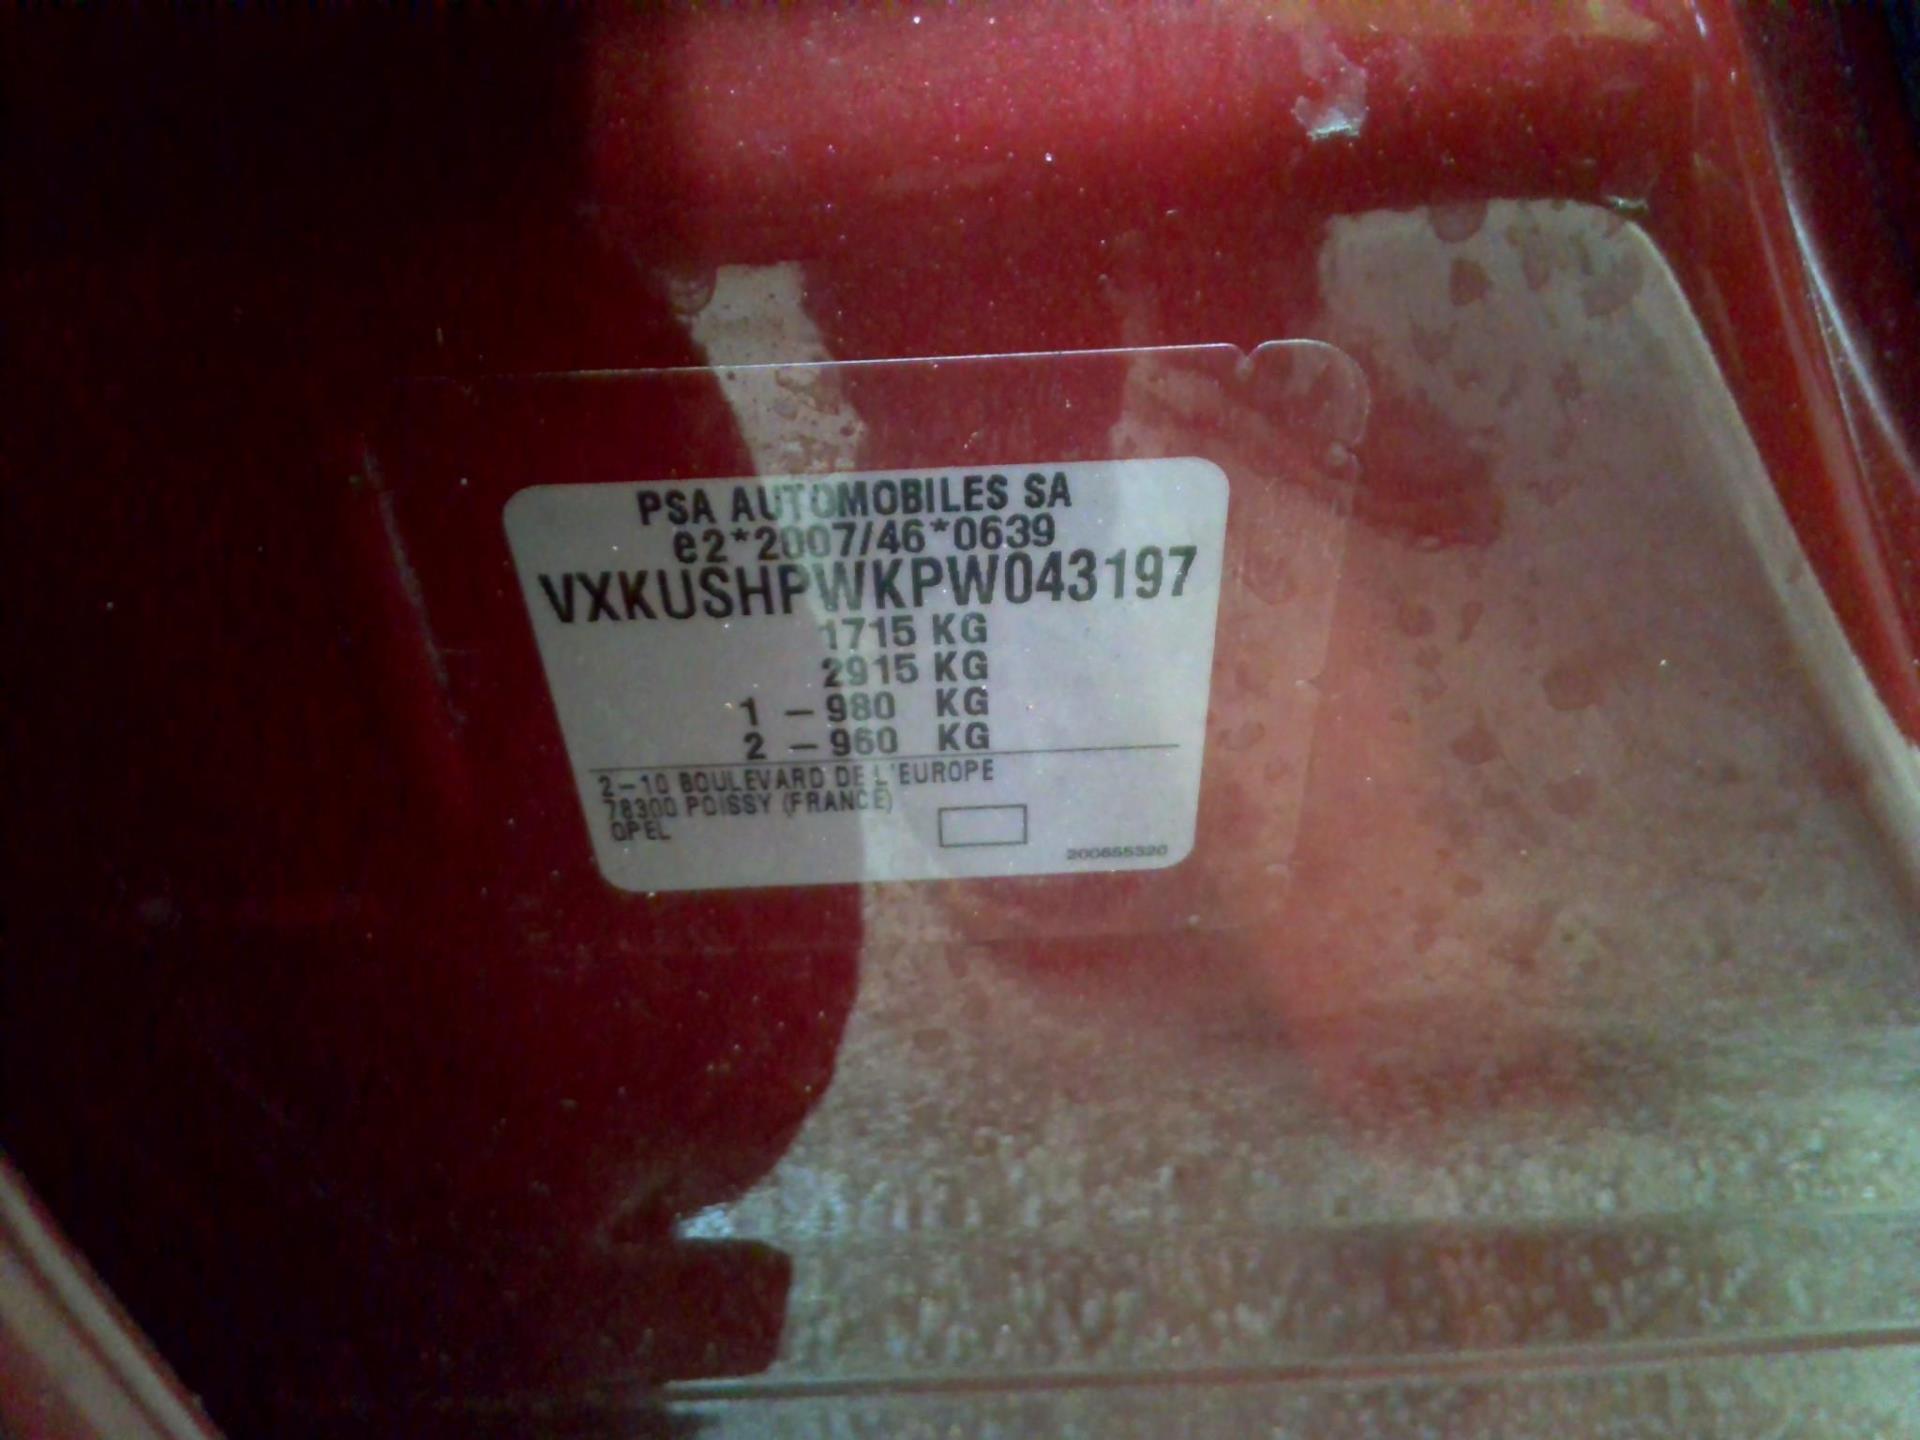 PSA AUTOMOBILES SA
e2*2007/46*0639
VXKUSHPWKPW043197
1715 KG
2915 KG
1 – 980 KG
2 – 960 KG
2–10 BOULEVARD DE L'EUROPE
78300 POISSY (FRANCE)
OPEL
200655320